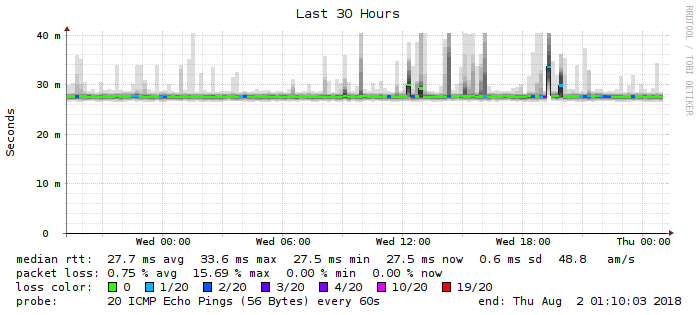 Last 30 Hours
RRDTOOL / TOBI OETIKER
Seconds
40 m
30 m
20 m
10 m
0
Wed 00:00 Wed 06:00 Wed 12:00 Wed 18:00 Thu 00:00
median rtt: 27.7 ms avg 33.6 ms max 27.5 ms min 27.5 ms now 0.6 ms sd 48.8 am/s
packet loss: 0.75 % avg 15.69 % max 0.00 % min 0.00 % now
loss color: 0 1/20 2/20 3/20 4/20 10/20 19/20
probe: 20 ICMP Echo Pings (56 Bytes) every 60s end: Thu Aug 2 01:10:03 2018